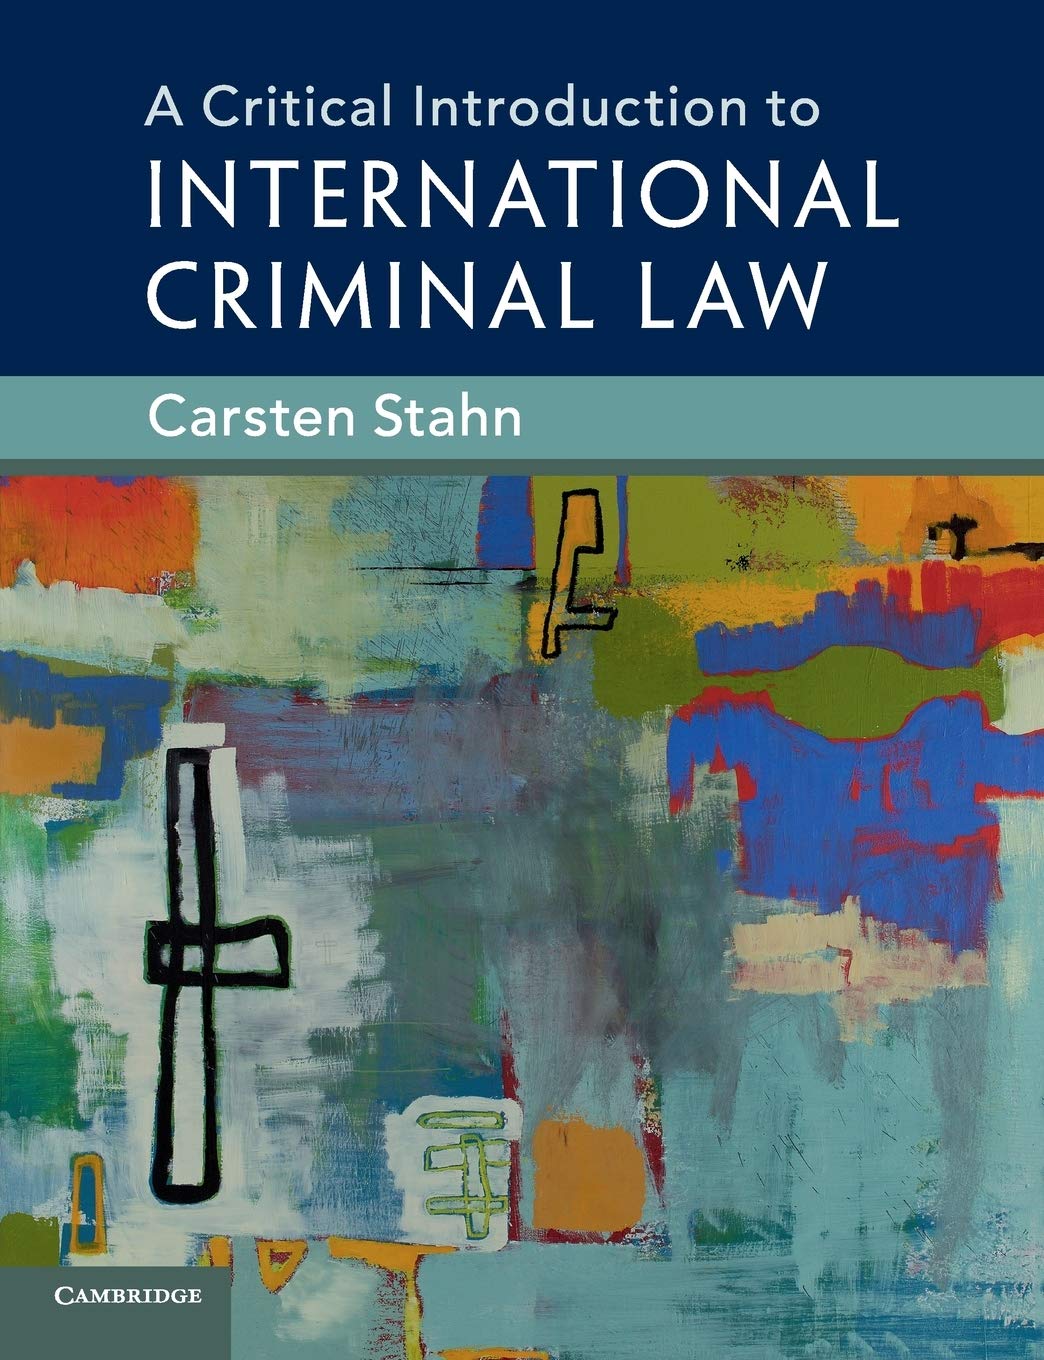 A Critical Introduction to
INTERNATIONAL
CRIMINAL LAW
Carsten Stahn
CAMBRIDGE